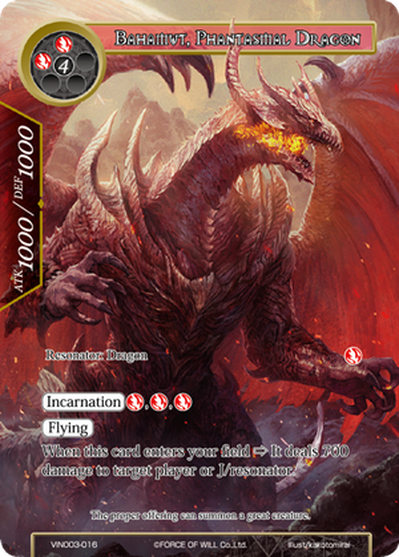 Bahamut, Phantasmal Dragon
4
ATK 1000 / DEF 1000
Resonator: Dragon
Incarnation , ,
Flying
When this card enters your field ⇨ It deals 700
damage to target player or J/resonator.
The proper offering can summon a great creature.
VIN003-016 ©FORCE OF WILL Co.,Ltd. Illust/kakotomirai